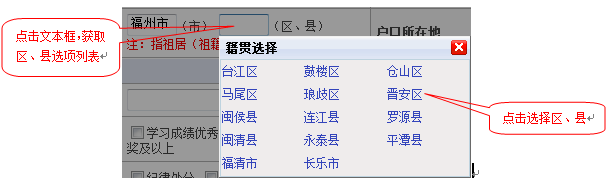 福州市 （市） （区、县）
点击文本框,获取
区、县选项列表↵
注：指祖居（祖籍
户口所在地
籍贯选择
台江区 鼓楼区 仓山区
马尾区 琅歧区 晋安区
闽侯县 连江县 罗源县
闽清县 永泰县 平潭县
福清市 长乐市
点击选择区、县↵
学习成绩优秀
奖及以上
纪律处分